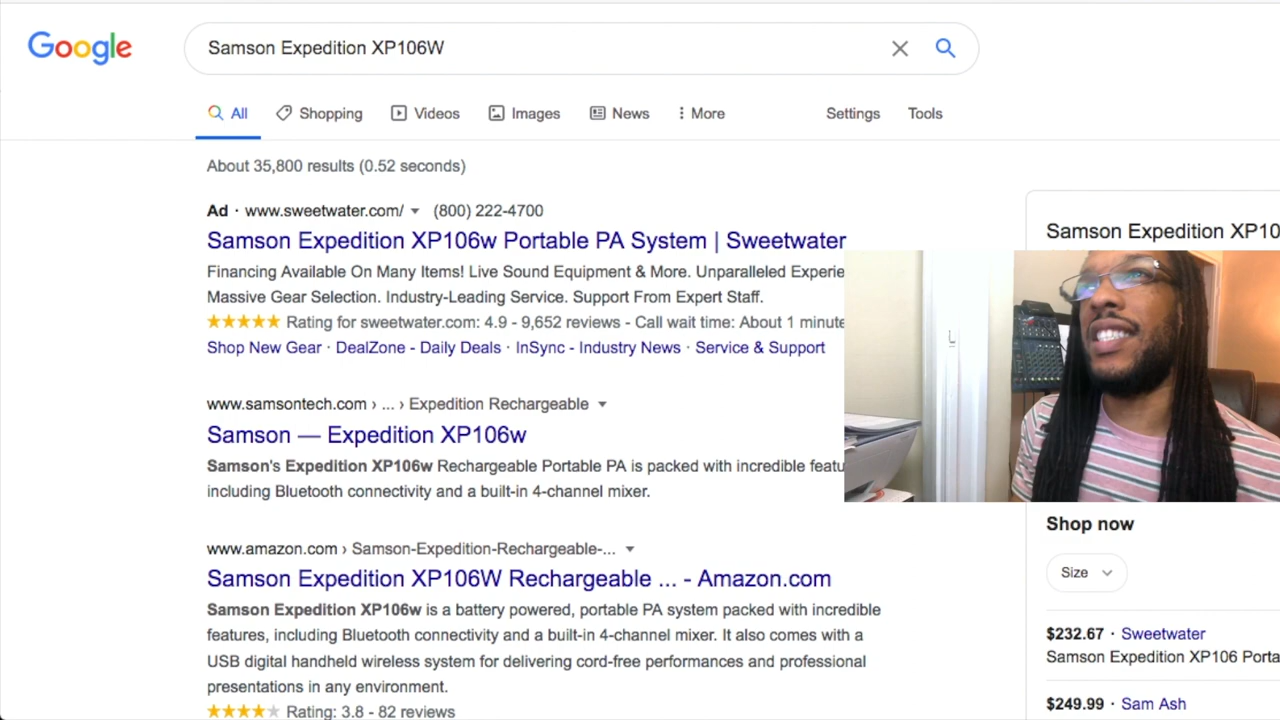 Google
Samson Expedition XP106W
All
Shopping
Videos
Images
News
More
Settings
Tools
About 35,800 results (0.52 seconds)
Ad · www.sweetwater.com/ (800) 222-4700
Samson Expedition XP106w Portable PA System | Sweetwater
Financing Available On Many Items! Live Sound Equipment & More. Unparalleled Experie
Massive Gear Selection. Industry-Leading Service. Support From Expert Staff.
Rating for sweetwater.com: 4.9 - 9,652 reviews - Call wait time: About 1 minute
Shop New Gear · DealZone - Daily Deals · InSync - Industry News · Service & Support
www.samsontech.com › ... › Expedition Rechargeable
Samson — Expedition XP106w
Samson's Expedition XP106w Rechargeable Portable PA is packed with incredible featu
including Bluetooth connectivity and a built-in 4-channel mixer.
www.amazon.com › Samson-Expedition-Rechargeable-...
Samson Expedition XP106W Rechargeable ... - Amazon.com
Samson Expedition XP106w is a battery powered, portable PA system packed with incredible
features, including Bluetooth connectivity and a built-in 4-channel mixer. It also comes with a
USB digital handheld wireless system for delivering cord-free performances and professional
presentations in any environment.
Rating: 3.8 - 82 reviews
Samson Expedition XP10
Shop now
Size
$232.67 · Sweetwater
Samson Expedition XP106 Porta
$249.99 · Sam Ash